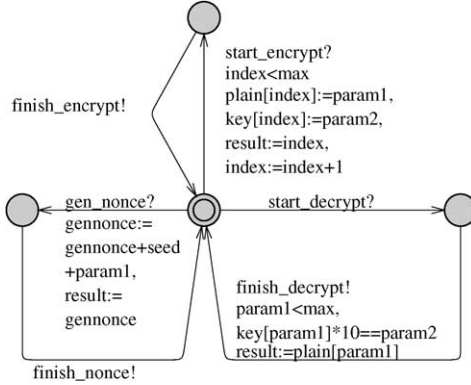 start_encrypt?
index<max
plain[index]:=param1,
key[index]:=param2,
result:=index,
index:=index+1
finish_encrypt!
gen_nonce?
gennonce:=
gennonce+seed
+param1,
result:=
gennonce
start_decrypt?
finish_decrypt!
param1<max,
key[param1]*10==param2
result:=plain[param1]
finish_nonce!